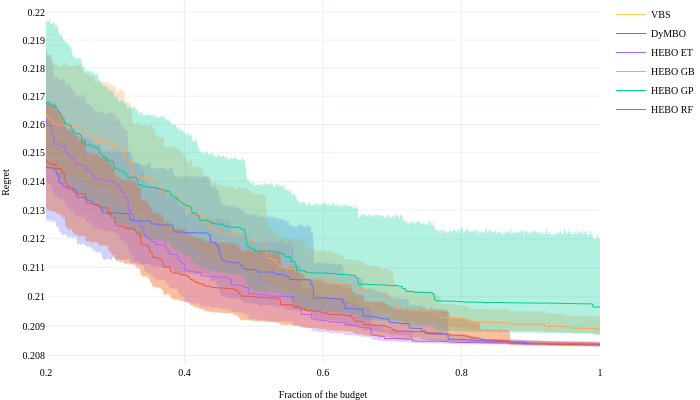 0.22
0.219
0.218
0.217
0.216
0.215
0.214
0.213
0.212
0.211
0.21
0.209
0.208
Regret
0.2
0.4
0.6
0.8
1
Fraction of the budget
VBS
DyMBO
HEBO ET
HEBO GB
HEBO GP
HEBO RF